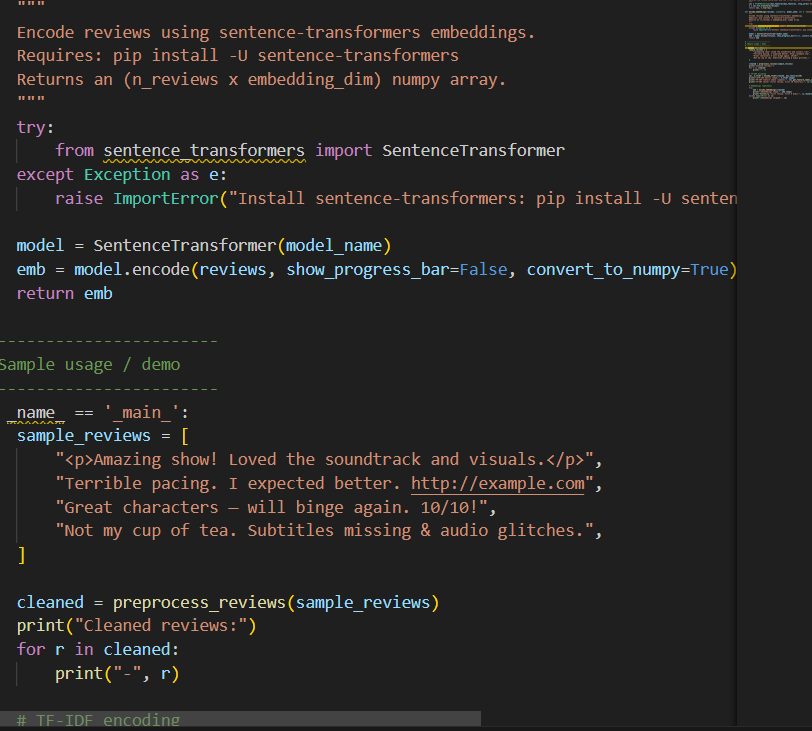 """
Encode reviews using sentence-transformers embeddings.
Requires: pip install -U sentence-transformers
Returns an (n_reviews x embedding_dim) numpy array.
"""
try:
from sentence_transformers import SentenceTransformer
except Exception as e:
raise ImportError("Install sentence-transformers: pip install -U senten
model = SentenceTransformer(model_name)
emb = model.encode(reviews, show_progress_bar=False, convert_to_numpy=True)
return emb
-----------------------
Sample usage / demo
-----------------------
_name_ == '_main_':
sample_reviews = [
"<p>Amazing show! Loved the soundtrack and visuals.</p>",
"Terrible pacing. I expected better. http://example.com",
"Great characters — will binge again. 10/10!",
"Not my cup of tea. Subtitles missing & audio glitches.",
]
cleaned = preprocess_reviews(sample_reviews)
print("Cleaned reviews:")
for r in cleaned:
print("-", r)
# TF-IDF encoding